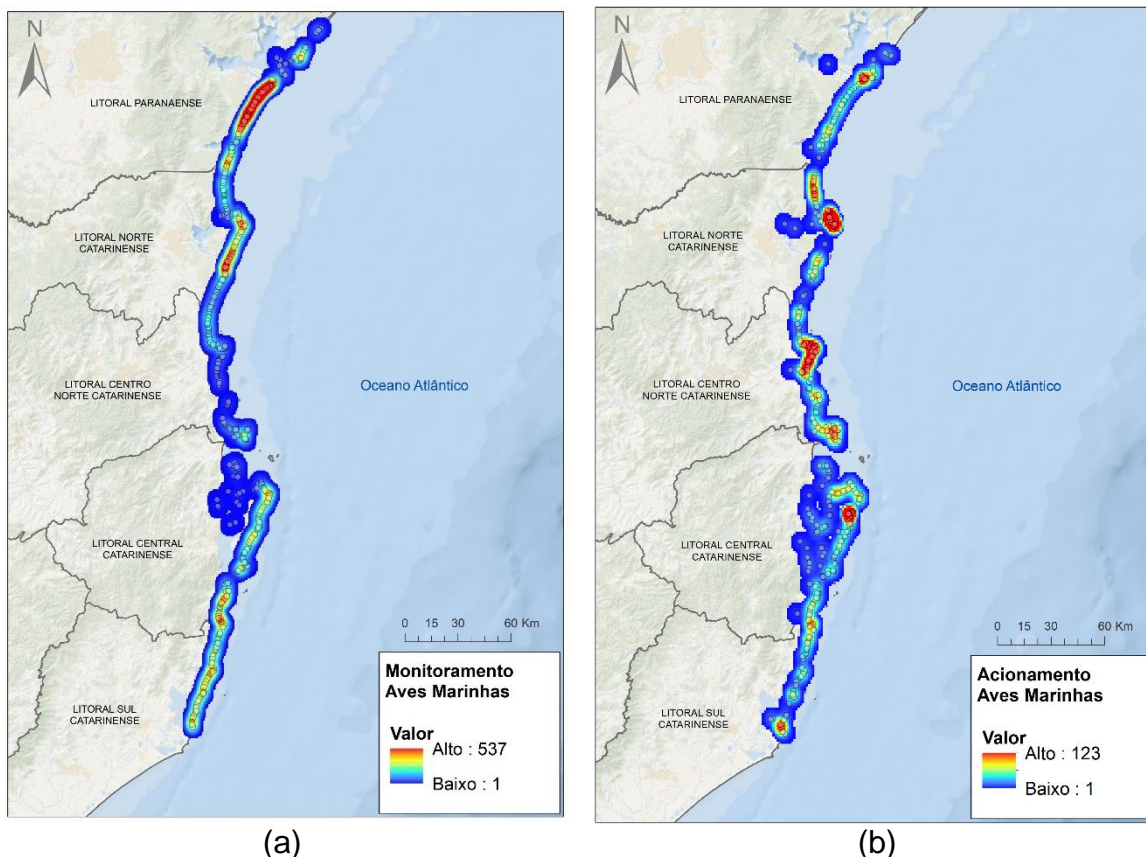 N
LITORAL PARANAENSE
LITORAL NORTE
CATARINENSE
LITORAL CENTRO
NORTE CATARINENSE
Oceano Atlântico
LITORAL CENTRAL
CATARINENSE
LITORAL SUL
CATARINENSE
0 15 30 60 Km
Monitoramento
Aves Marinhas
Valor
Alto : 537
Baixo : 1
(a)
N
LITORAL PARANAENSE
LITORAL NORTE
CATARINENSE
LITORAL CENTRO
NORTE CATARINENSE
Oceano Atlântico
LITORAL CENTRAL
CATARINENSE
LITORAL SUL
CATARINENSE
0 15 30 60 Km
Acionamento
Aves Marinhas
Valor
Alto : 123
Baixo : 1
(b)